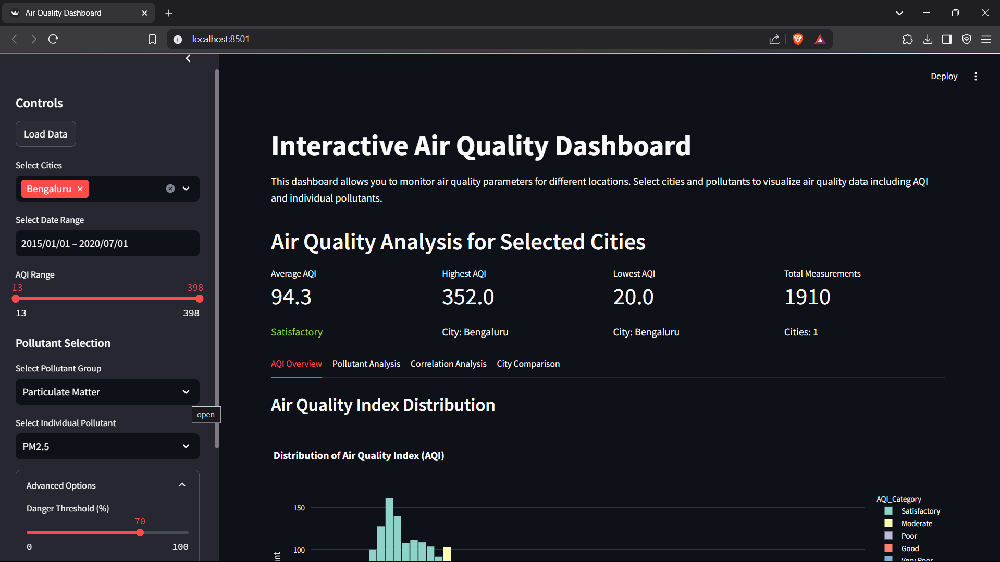 Air Quality Dashboard
localhost:8501
Deploy
Controls
Load Data
Select Cities
Bengaluru
Select Date Range
2015/01/01 – 2020/07/01
AQI Range
13 398
13 398
Pollutant Selection
Select Pollutant Group
Particulate Matter
open
Select Individual Pollutant
PM2.5
Advanced Options
Danger Threshold (%)
70
0 100
Interactive Air Quality Dashboard
This dashboard allows you to monitor air quality parameters for different locations. Select cities and pollutants to visualize air quality data including AQI
and individual pollutants.
Air Quality Analysis for Selected Cities
Average AQI Highest AQI Lowest AQI Total Measurements
94.3 352.0 20.0 1910
Satisfactory City: Bengaluru City: Bengaluru Cities: 1
AQI Overview Pollutant Analysis Correlation Analysis City Comparison
Air Quality Index Distribution
Distribution of Air Quality Index (AQI)
150
100
AQI_Category
Satisfactory
Moderate
Poor
Good
Very Poor